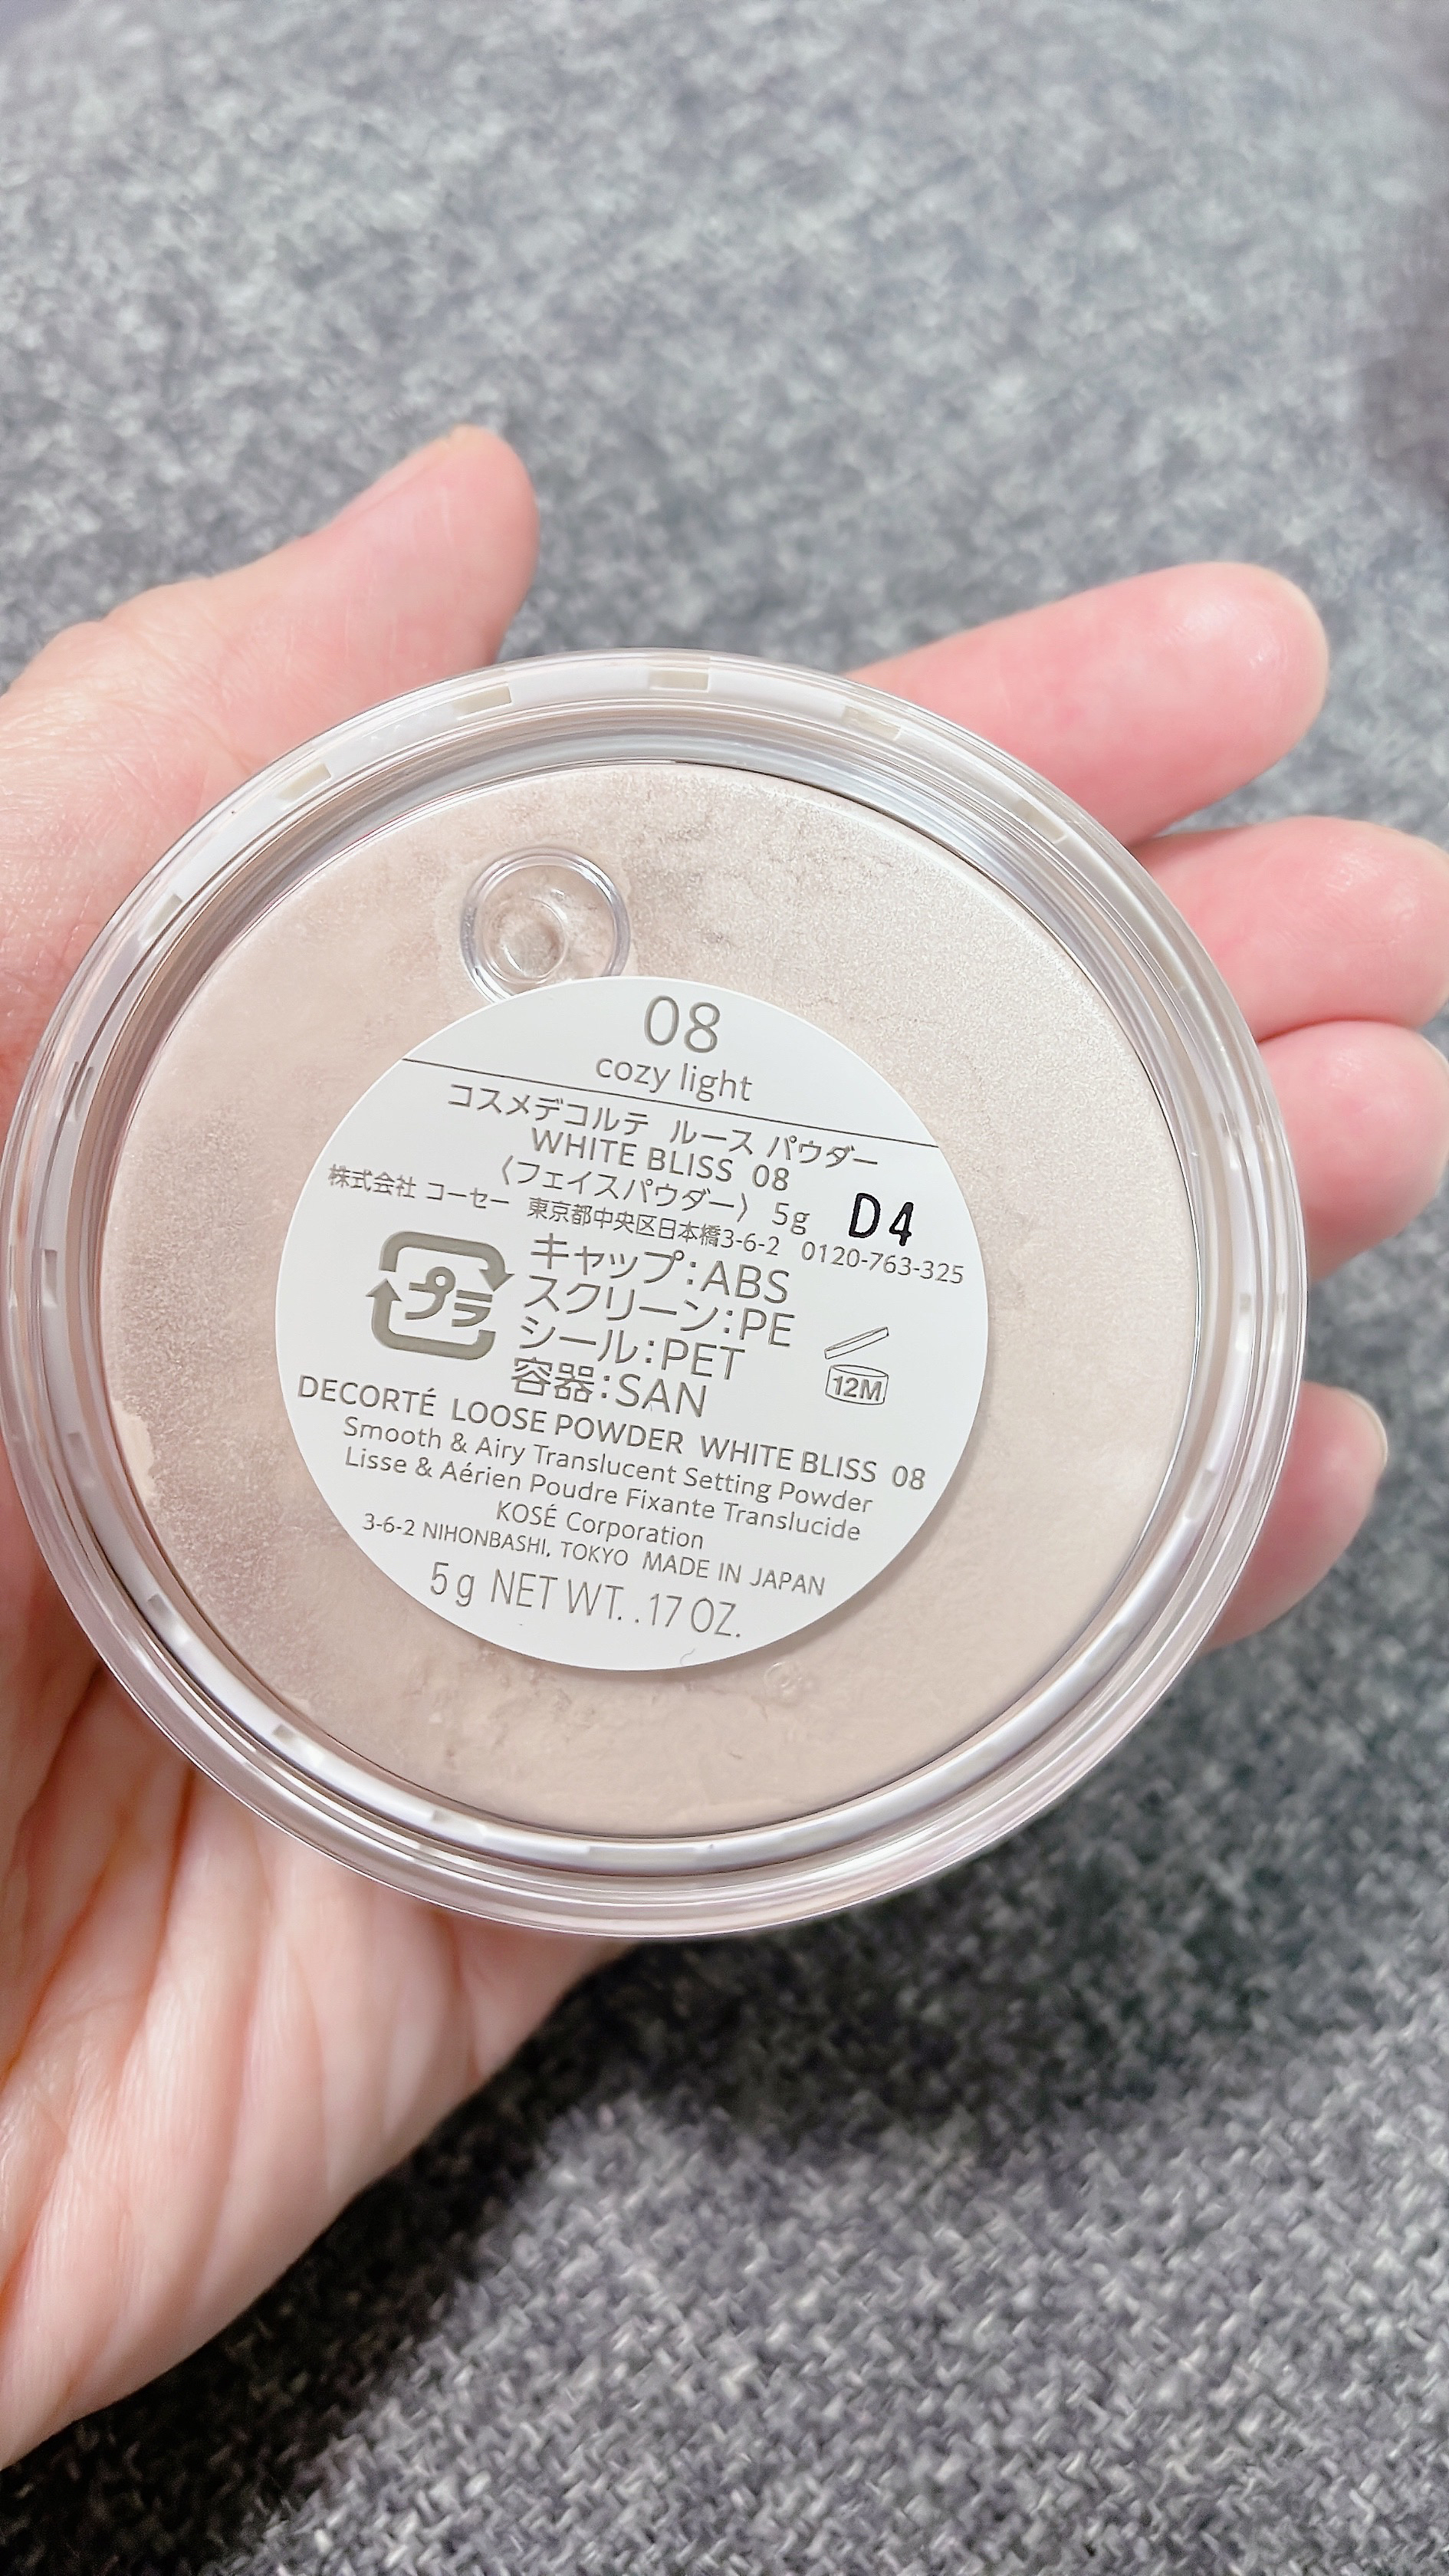 08
cozy light
コスメデコルテ ルース パウダー
WHITE BLISS 08
〈フェイスパウダー〉 5g
D4
株式会社 コーセー 東京都中央区日本橋3-6-2 0120-763-325
プラ
キャップ:ABS
スクリーン:PE
シール:PET
容器:SAN
12M
DECORTÉ LOOSE POWDER WHITE BLISS 08
Smooth & Airy Translucent Setting Powder
Lisse & Aérien Poudre Fixante Translucide
KOSÉ Corporation
3-6-2 NIHONBASHI, TOKYO MADE IN JAPAN
5g NET WT. .17 OZ.